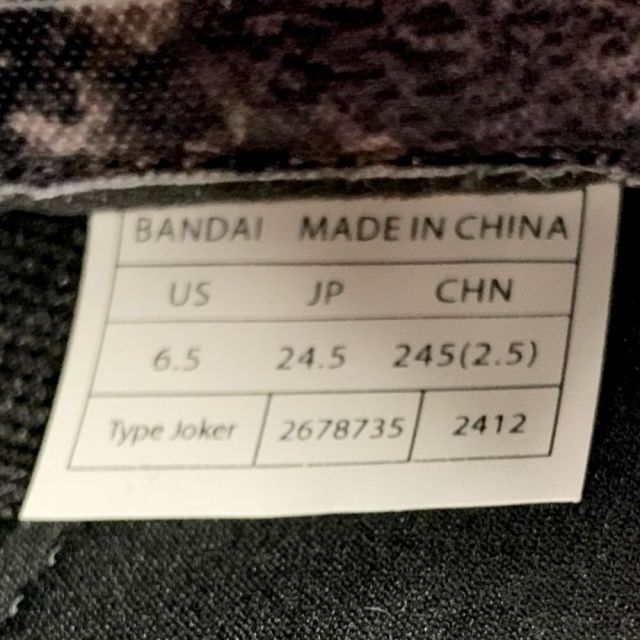 BANDAI MADE IN CHINA
US JP CHN
6.5 24.5 245(2.5)
Type Joker 2678735 2412